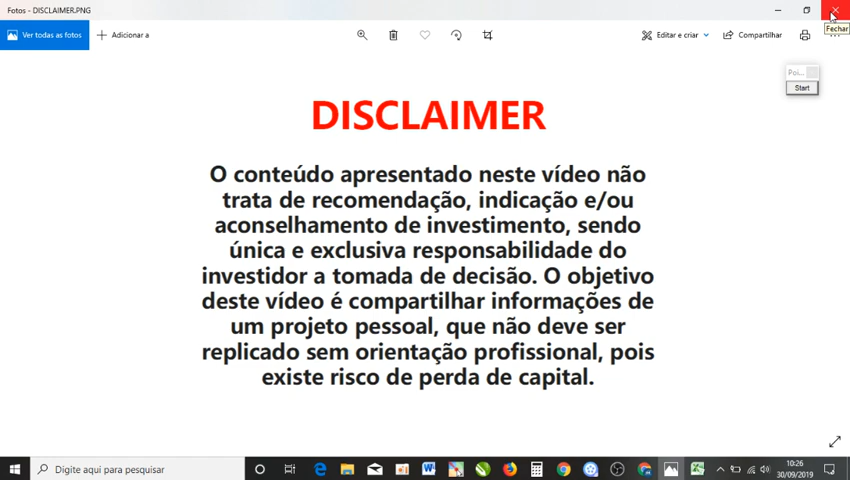 Fotos - DISCLAIMER.PNG
Fechar
Ver todas as fotos
Adicionar a
Editar e criar
Compartilhar
Poi...
Start
DISCLAIMER
O conteúdo apresentado neste vídeo não
trata de recomendação, indicação e/ou
aconselhamento de investimento, sendo
única e exclusiva responsabilidade do
investidor a tomada de decisão. O objetivo
deste vídeo é compartilhar informações de
um projeto pessoal, que não deve ser
replicado sem orientação profissional, pois
existe risco de perda de capital.
Digite aqui para pesquisar
10:26
30/09/2019